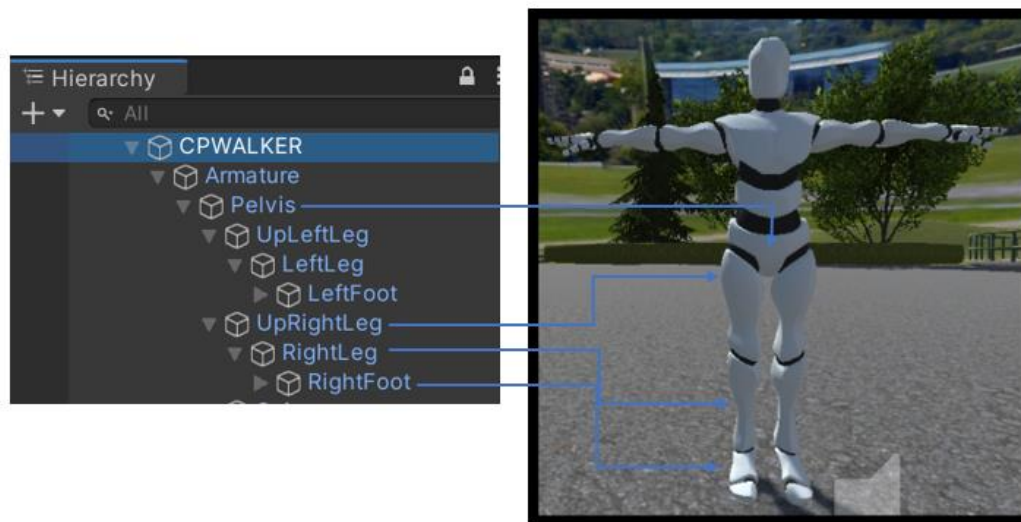 Hierarchy
All
CPWALKER
Armature
Pelvis
UpLeftLeg
LeftLeg
LeftFoot
UpRightLeg
RightLeg
RightFoot